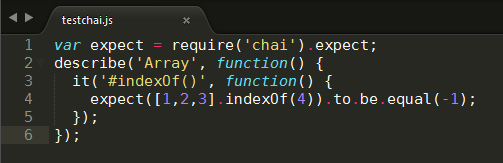 testchai.js
1 var expect = require('chai').expect;
2 describe('Array', function() {
3   it('#indexOf()', function() {
4     expect([1,2,3].indexOf(4)).to.be.equal(-1);
5   });
6 });